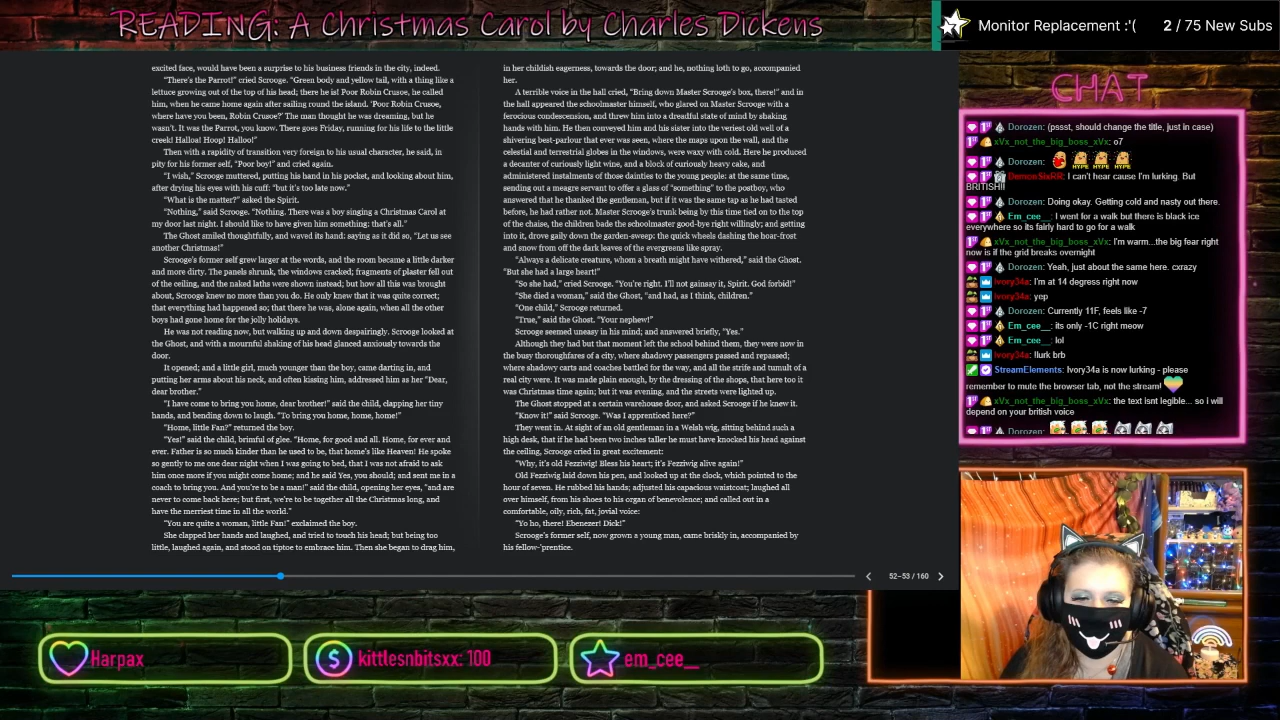 READING: A Christmas Carol by Charles Dickens
Monitor Replacement :'( 2 / 75 New Subs
excited face, would have been a surprise to his business friends in the city, indeed.
“There's the Parrot!” cried Scrooge. “Green body and yellow tail, with a thing like
lettuce growing out of the top of his head; there he is! Poor Robin Crusoe, he called
him, when he came home again after sailing round the island. ‘Poor Robin Crusoe,
where have you been, Robin Crusoe?’ The man thought he was dreaming, but he
wasn't. It was the Parrot, you know. There goes Friday, running for his life to the little
creek! Halloa! Hoop! Halloo!”
Then with a rapidity of transition very foreign to his usual character, he said, in
pity for his former self, “Poor boy!” and cried again.
“I wish,” Scrooge muttered, putting his hand in his pocket, and looking about him,
after drying his eyes with his cuff: “but it's too late now.”
“What is the matter?” asked the Spirit.
“Nothing,” said Scrooge. “Nothing. There was a boy singing a Christmas Carol at
my door last night. I should like to have given him something: that's all.”
The Ghost smiled thoughtfully, and waved its hand: saying as it did so, “Let us see
another Christmas!”
Scrooge's former self grew larger at the words, and the room became a little darker
and more dirty. The panels shrunk, the windows cracked; fragments of plaster fell out
of the ceiling, and the naked laths were shown instead; but how all this was brought
about, Scrooge knew no more than you do. He only knew that it was quite correct;
that everything had happened so; that there he was, alone again, when all the other
boys had gone home for the jolly holidays.
He was not reading now, but walking up and down despairingly. Scrooge looked at
the Ghost, and with a mournful shaking of his head glanced anxiously towards the
door.
It opened; and a little girl, much younger than the boy, came darting in, and
putting her arms about his neck, and often kissing him, addressed him as her “Dear,
dear brother.”
“I have come to bring you home, dear brother!” said the child, clapping her tiny
hands, and bending down to laugh. “To bring you home, home, home!”
“Home, little Fan?” returned the boy.
“Yes!” said the child, brimful of glee. “Home, for good and all. Home, for ever and
ever. Father is so much kinder than he used to be, that home's like Heaven! He spoke
so gently to me one dear night when I was going to bed, that I was not afraid to ask
him once more if you might come home; and he said Yes, you should; and sent me in a
coach to bring you. And you're to be a man!” said the child, opening her eyes, “and are
never to come back here; but first, we're to be together all the Christmas long, and
have the merriest time in all the world.”
“You are quite a woman, little Fan!” exclaimed the boy.
She clapped her hands and laughed, and tried to touch his head; but being too
little, laughed again, and stood on tiptoe to embrace him. Then she began to drag him,
in her childish eagerness, towards the door; and he, nothing loth to go, accompanied
her.
A terrible voice in the hall cried, “Bring down Master Scrooge's box, there!” and in
the hall appeared the schoolmaster himself, who glared on Master Scrooge with a
ferocious condescension, and threw him into a dreadful state of mind by shaking
hands with him. He then conveyed him and his sister into the veriest old well of a
shivering best-parlour that ever was seen, where the maps upon the wall, and the
celestial and terrestrial globes in the windows, were waxy with cold. Here he produced
a decanter of curiously light wine, and a block of curiously heavy cake, and
administered instalments of those dainties to the young people: at the same time,
sending out a meagre servant to offer a glass of “something” to the postboy, who
answered that he thanked the gentleman, but if it was the same tap as he had tasted
before, he had rather not. Master Scrooge's trunk being by this time tied on to the top
of the chaise, the children bade the schoolmaster good-bye right willingly; and getting
into it, drove gaily down the garden-sweep: the quick wheels dashing the hoar-frost
and snow from off the dark leaves of the evergreens like spray.
“Always a delicate creature, whom a breath might have withered,” said the Ghost.
“But she had a large heart!”
“So she had,” cried Scrooge. “You're right. I'll not gainsay it, Spirit. God forbid!”
“She died a woman,” said the Ghost, “and had, as I think, children.”
“One child,” Scrooge returned.
“True,” said the Ghost. “Your nephew!”
Scrooge seemed uneasy in his mind; and answered briefly, “Yes.”
Although they had but that moment left the school behind them, they were now in
the busy thoroughfares of a city, where shadowy passengers passed and repassed;
where shadowy carts and coaches battled for the way, and all the strife and tumult of a
real city were. It was made plain enough, by the dressing of the shops, that here too it
was Christmas time again; but it was evening, and the streets were lighted up.
The Ghost stopped at a certain warehouse door, and asked Scrooge if he knew it.
“Know it!” said Scrooge. “Was I apprenticed here?”
They went in. At sight of an old gentleman in a Welsh wig, sitting behind such a
high desk, that if he had been two inches taller he must have knocked his head against
the ceiling, Scrooge cried in great excitement:
“Why, it's old Fezziwig! Bless his heart; it's Fezziwig alive again!”
Old Fezziwig laid down his pen, and looked up at the clock, which pointed to the
hour of seven. He rubbed his hands; adjusted his capacious waistcoat; laughed all
over himself, from his shoes to his organ of benevolence; and called out in a
comfortable, oily, rich, fat, jovial voice:
“Yo ho, there! Ebenezer! Dick!”
Scrooge's former self, now grown a young man, came briskly in, accompanied by
his fellow-'prentice.
52–53 / 160
CHAT
Dorozen: (pssst, should change the title, just in case)
xVx_not_the_big_boss_xVx: o7
Dorozen: HYPE HYPE HYPE
DemonSixRR: I can't hear cause I'm lurking. But
BRITISH!!
Dorozen: Doing okay. Getting cold and nasty out there.
Em_cee__: I went for a walk but there is black ice
everywhere so its fairly hard to go for a walk
xVx_not_the_big_boss_xVx: I'm warm...the big fear right
now is if the grid breaks overnight
Dorozen: Yeah, just about the same here. cxrazy
Ivory34a: I'm at 14 degress right now
Ivory34a: yep
Dorozen: Currently 11F, feels like -7
Em_cee__: its only -1C right meow
Em_cee__: lol
Ivory34a: !lurk brb
StreamElements: Ivory34a is now lurking - please
remember to mute the browser tab, not the stream!
xVx_not_the_big_boss_xVx: the text isnt legible... so i will
depend on your british voice
Dorozen:
Harpax
kittlesnbitsxx: 100
em_cee__